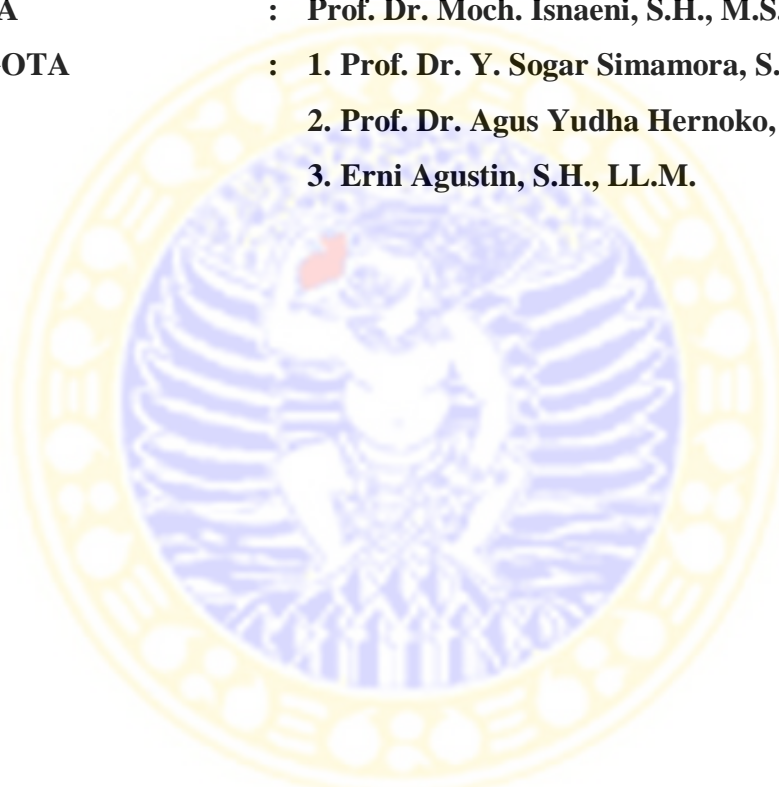 A : Prof. Dr. Moch. Isnaeni, S.H., M.S.
OTA : 1. Prof. Dr. Y. Sogar Simamora, S.
2. Prof. Dr. Agus Yudha Hernoko,
3. Erni Agustin, S.H., LL.M.